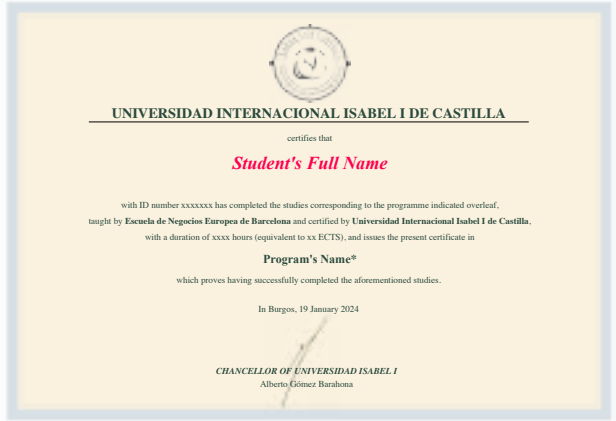 UNIVERSIDAD INTERNACIONAL ISABEL I DE CASTILLA
certifies that
Student's Full Name
with ID number xxxxxxx has completed the studies corresponding to the programme indicated overleaf,
taught by Escuela de Negocios Europea de Barcelona and certified by Universidad Internacional Isabel I de Castilla,
with a duration of xxxx hours (equivalent to xx ECTS), and issues the present certificate in
Program's Name*
which proves having successfully completed the aforementioned studies.
In Burgos, 19 January 2024
CHANCELLOR OF UNIVERSIDAD ISABEL I
Alberto Gómez Barahona